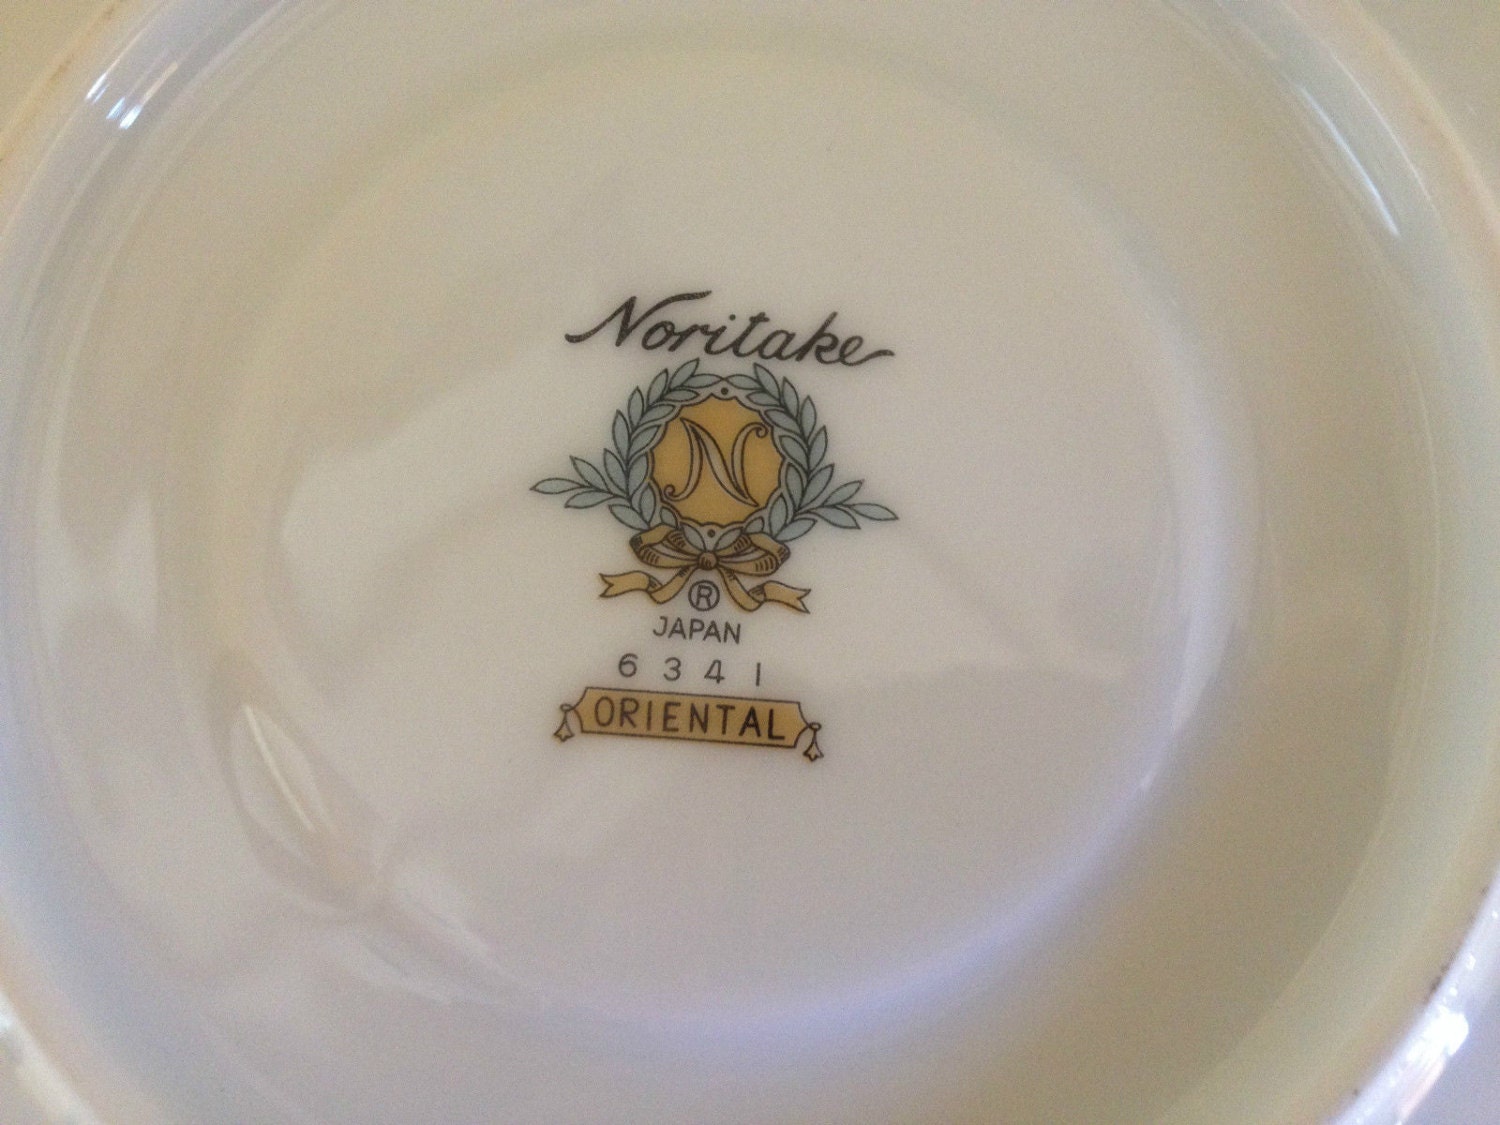 Noritake
N
®
JAPAN
6341
ORIENTAL